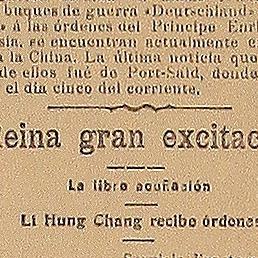 buques de guerra «Deutschland»
á las órdenes del Príncipe Enri
sia, se encuentran actualmente e
a la China. La última noticia que
de ellos fué de Port-Said, donde
el día cinco del corriente.
Reina gran excitac
La libre acuñación
Li Hung Chang recibe órdenes